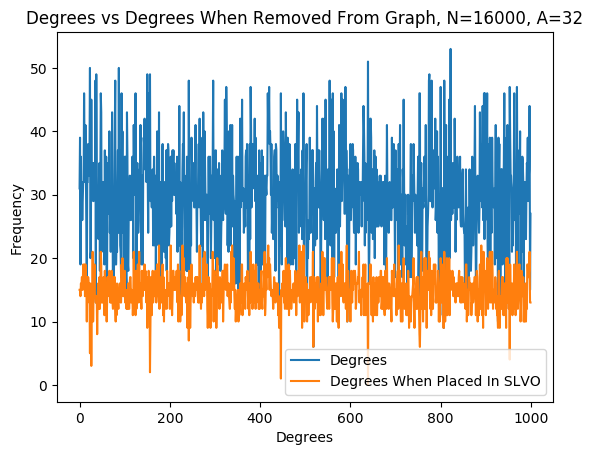 Degrees vs Degrees When Removed From Graph, N=16000, A=32
50
40
30
20
10
0
Frequency
0 200 400 600 800 1000
Degrees
Degrees
Degrees When Placed In SLVO